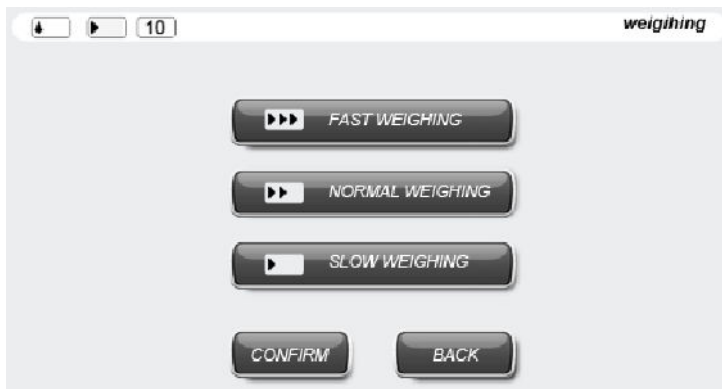 10
weigihing
FAST WEIGHING
NORMAL WEIGHING
SLOW WEIGHING
CONFIRM
BACK